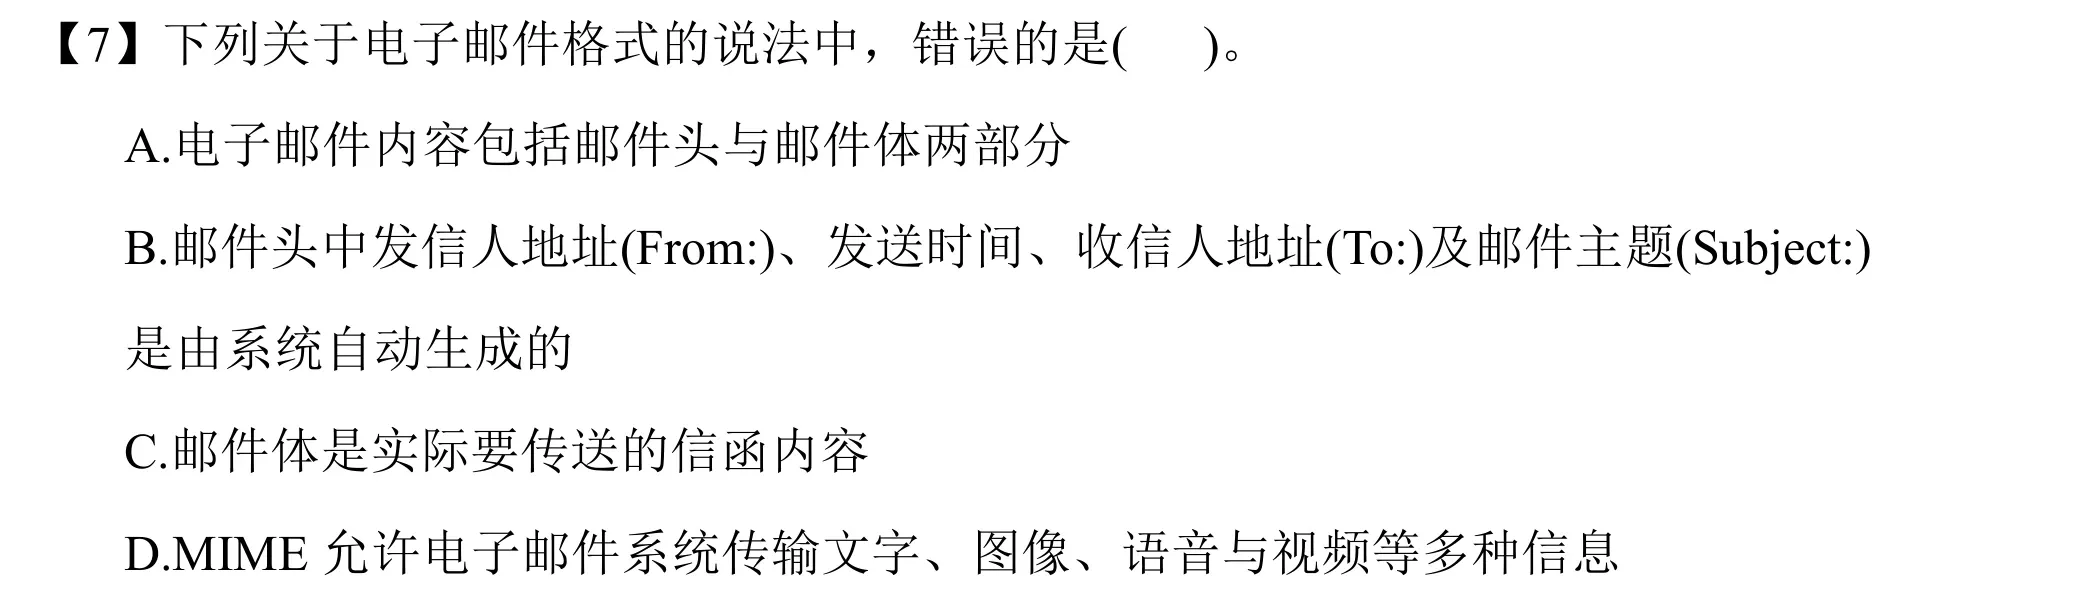 【7】下列关于电子邮件格式的说法中，错误的是(　　)。
A.电子邮件内容包括邮件头与邮件体两部分
B.邮件头中发信人地址(From:)、发送时间、收信人地址(To:)及邮件主题(Subject:)
是由系统自动生成的
C.邮件体是实际要传送的信函内容
D.MIME 允许电子邮件系统传输文字、图像、语音与视频等多种信息